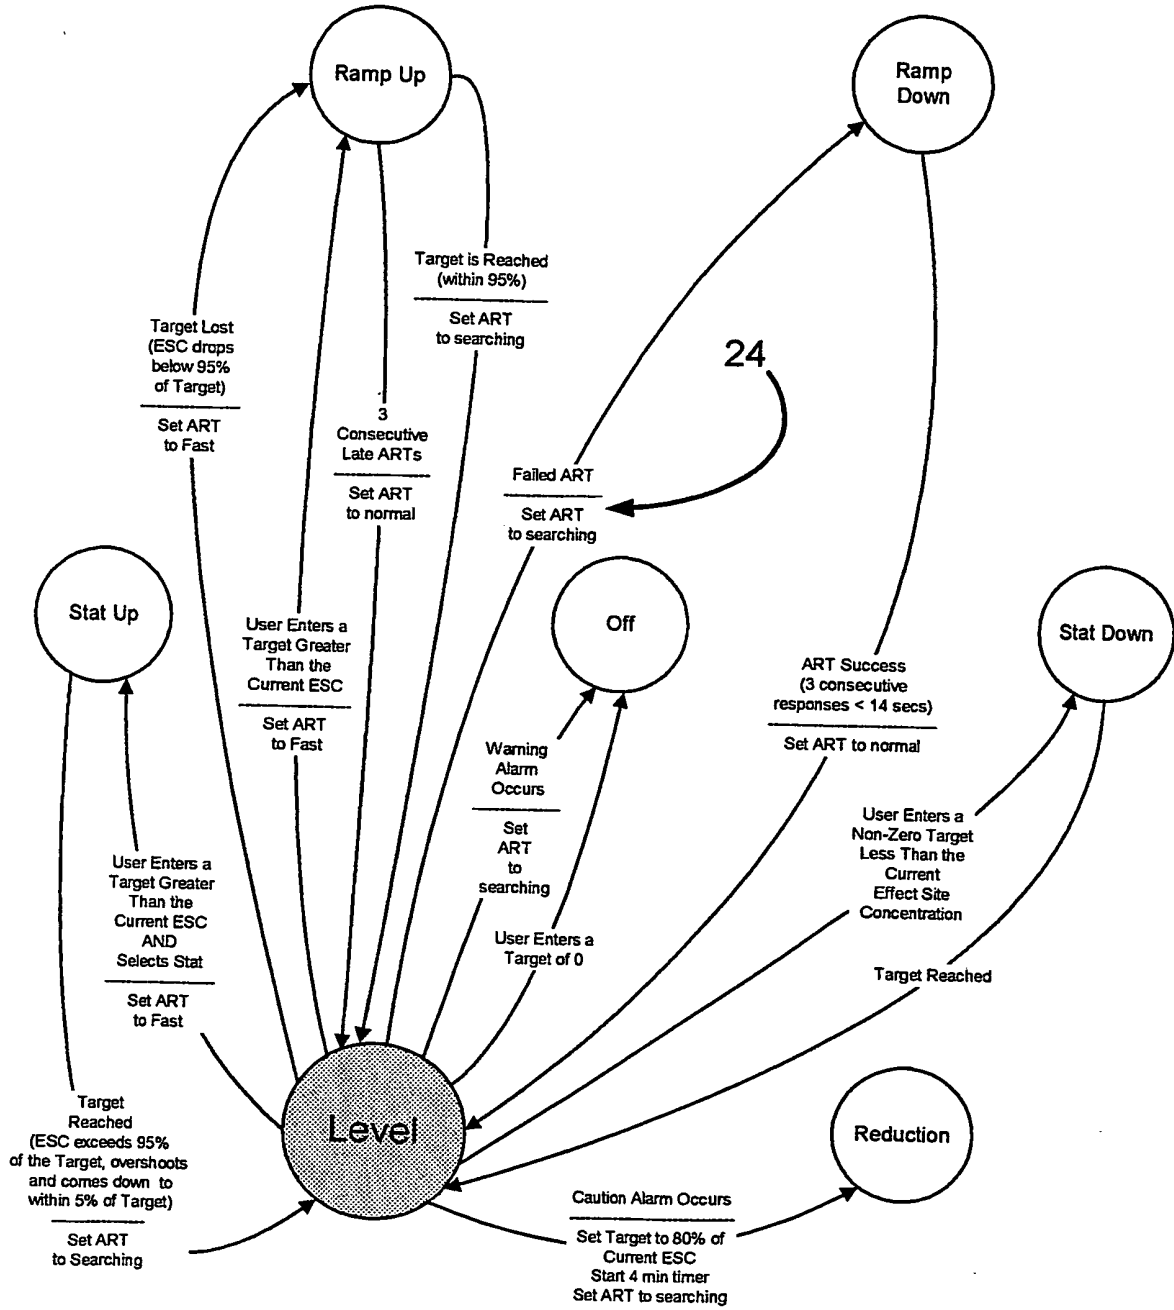 Ramp Up
Ramp
Down
Target is Reached
(within 95%)
Set ART
to searching
Target Lost
(ESC drops
below 95%
of Target)
Set ART
to Fast
24
3
Consecutive
Late ARTs
Set ART
to normal
Failed ART
Set ART
to searching
Stat Up
Off
Stat Down
User Enters a
Target Greater
Than the
Current ESC
Set ART
to Fast
ART Success
(3 consecutive
responses < 14 secs)
Set ART to normal
Warning
Alarm
Occurs
Set
ART
to
searching
User Enters a
Non-Zero Target
Less Than the
Current
Effect Site
Concentration
User Enters a
Target Greater
Than the
Current ESC
AND
Selects Stat
Set ART
to Fast
User Enters a
Target of 0
Target Reached
Target
Reached
(ESC exceeds 95%
of the Target, overshoots
and comes down to
within 5% of Target)
Set ART
to Searching
Level
Reduction
Caution Alarm Occurs
Set Target to 80% of
Current ESC
Start 4 min timer
Set ART to searching